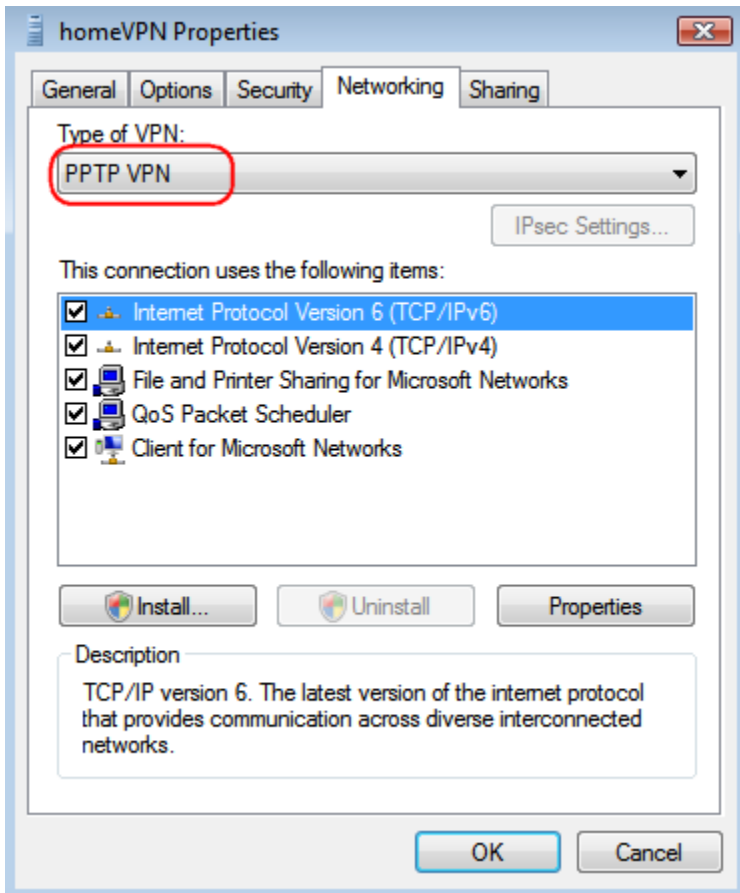 homeVPN Properties
General Options Security Networking Sharing
Type of VPN:
PPTP VPN
IPsec Settings...
This connection uses the following items:
Internet Protocol Version 6 (TCP/IPv6)
Internet Protocol Version 4 (TCP/IPv4)
File and Printer Sharing for Microsoft Networks
QoS Packet Scheduler
Client for Microsoft Networks
Install... Uninstall Properties
Description
TCP/IP version 6. The latest version of the internet protocol
that provides communication across diverse interconnected
networks.
OK Cancel